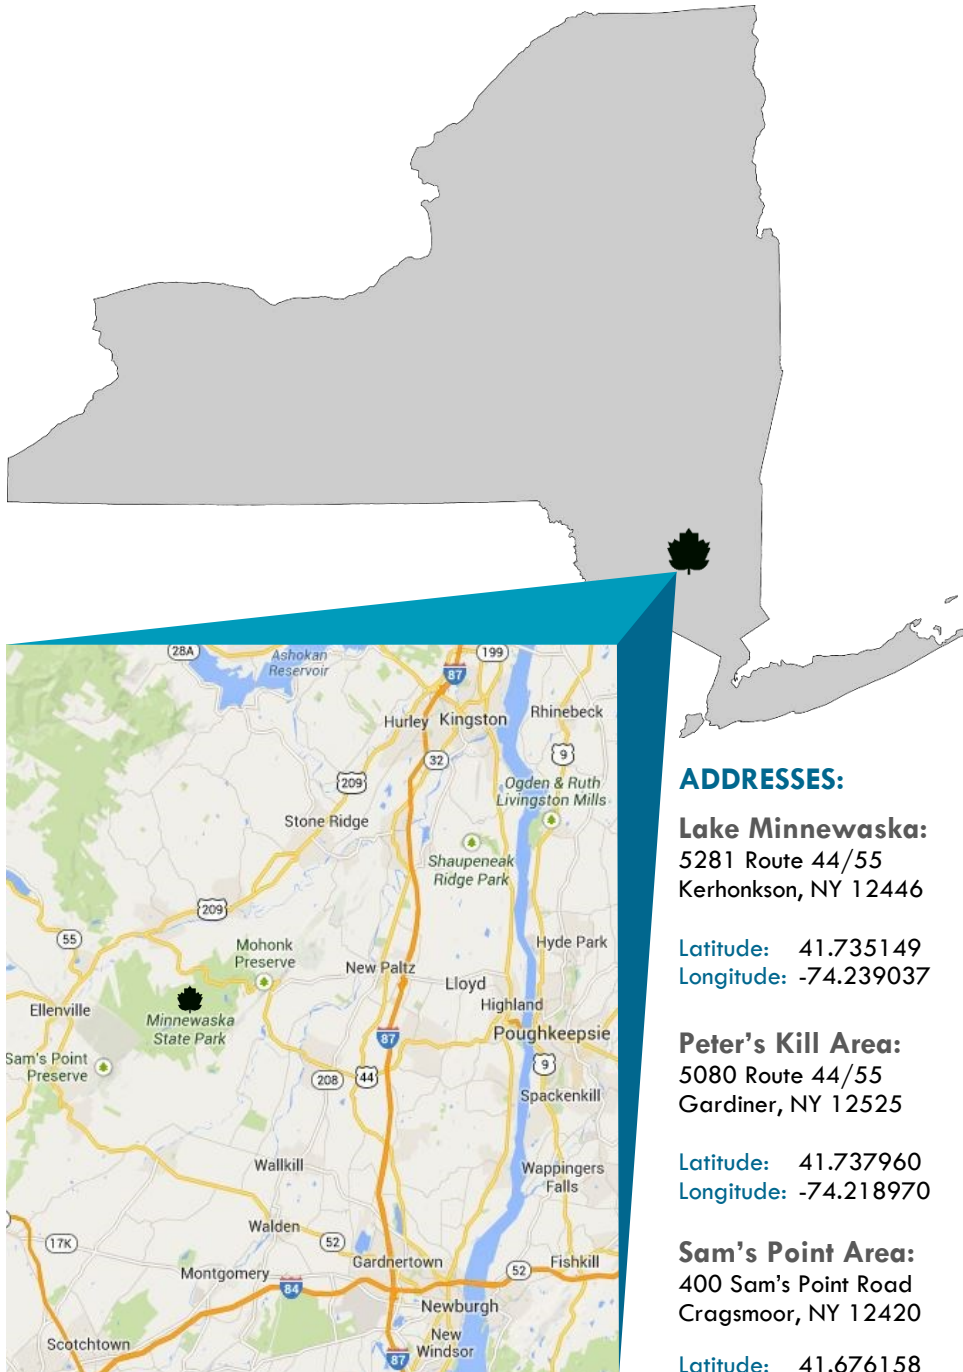 28A
Ashokan
Reservoir
199
87
Hurley
Kingston
Rhinebeck
32
9
209
Ogden & Ruth
Livingston Mills
Stone Ridge
Shaupeneak
Ridge Park
209
55
Mohonk
Preserve
Hyde Park
New Paltz
Lloyd
Ellenville
Highland
Minnewaska
State Park
Poughkeepsie
87
Sam's Point
Preserve
9
208
44
Spackenkill
Wallkill
Wappingers
Falls
Walden
17K
52
Gardnertown
52
Fishkill
Montgomery
84
Newburgh
New
Windsor
Scotchtown
87
ADDRESSES:
Lake Minnewaska:
5281 Route 44/55
Kerhonkson, NY 12446
Latitude: 41.735149
Longitude: -74.239037
Peter's Kill Area:
5080 Route 44/55
Gardiner, NY 12525
Latitude: 41.737960
Longitude: -74.218970
Sam's Point Area:
400 Sam's Point Road
Cragsmoor, NY 12420
Latitude: 41.676158